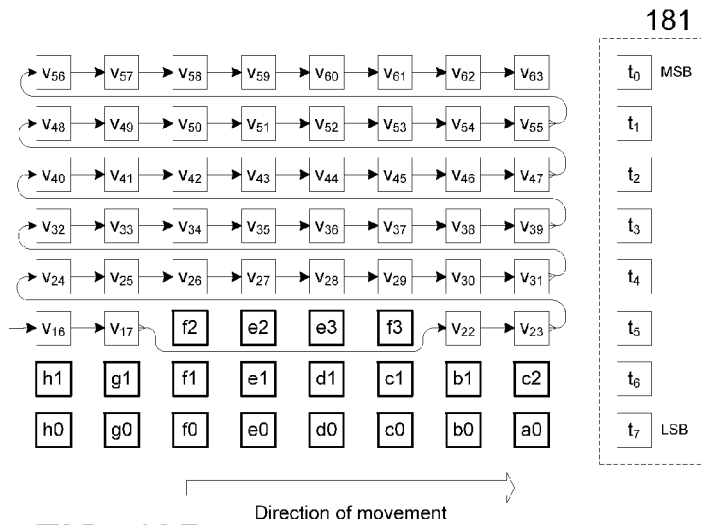 181
V56 V57 V58 V59 V60 V61 V62 V63 t0 MSB
V48 V49 V50 V51 V52 V53 V54 V55 t1
V40 V41 V42 V43 V44 V45 V46 V47 t2
V32 V33 V34 V35 V36 V37 V38 V39 t3
V24 V25 V26 V27 V28 V29 V30 V31 t4
V16 V17 f2 e2 e3 f3 V22 V23 t5
h1 g1 f1 e1 d1 c1 b1 c2 t6
h0 g0 f0 e0 d0 c0 b0 a0 t7 LSB
Direction of movement